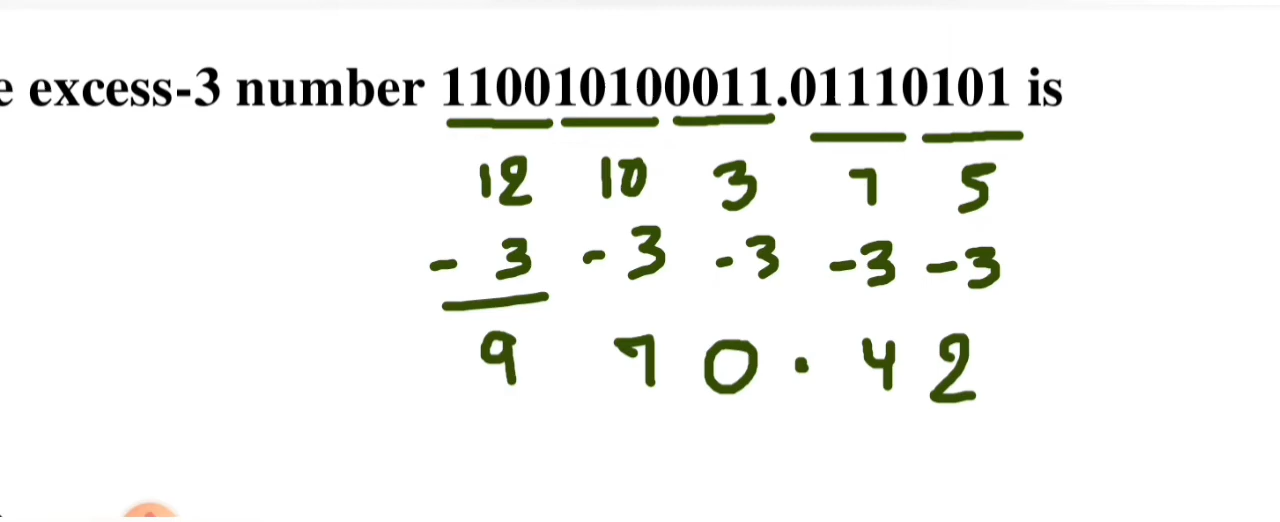 e excess-3 number 110010100011.01110101 is
12 10 3 7 5
- 3 - 3 - 3 - 3 - 3
9 7 0 . 4 2